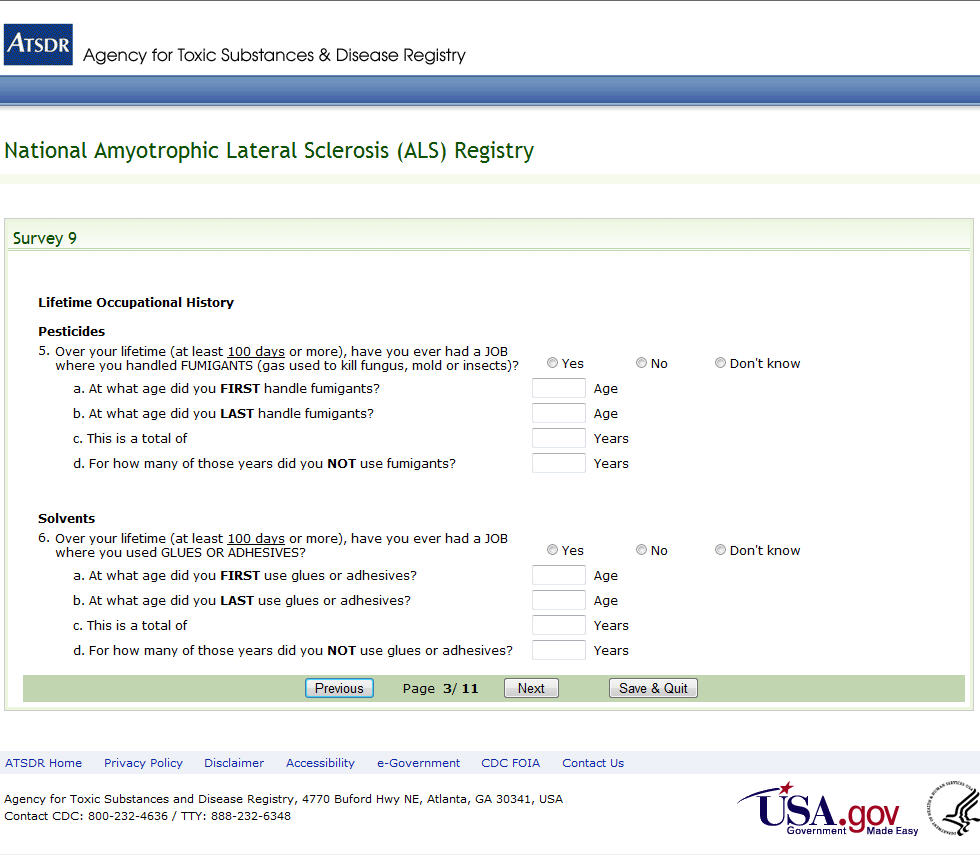 ATSDR
Agency for Toxic Substances & Disease Registry
National Amyotrophic Lateral Sclerosis (ALS) Registry
Survey 9
Lifetime Occupational History
Pesticides
5. Over your lifetime (at least 100 days or more), have you ever had a JOB
where you handled FUMIGANTS (gas used to kill fungus, mold or insects)? Yes No Don't know
a. At what age did you FIRST handle fumigants? Age
b. At what age did you LAST handle fumigants? Age
c. This is a total of Years
d. For how many of those years did you NOT use fumigants? Years
Solvents
6. Over your lifetime (at least 100 days or more), have you ever had a JOB
where you used GLUES OR ADHESIVES? Yes No Don't know
a. At what age did you FIRST use glues or adhesives? Age
b. At what age did you LAST use glues or adhesives? Age
c. This is a total of Years
d. For how many of those years did you NOT use glues or adhesives? Years
Previous Page 3/ 11 Next Save & Quit
ATSDR Home Privacy Policy Disclaimer Accessibility e-Government CDC FOIA Contact Us
Agency for Toxic Substances and Disease Registry, 4770 Buford Hwy NE, Atlanta, GA 30341, USA
Contact CDC: 800-232-4636 / TTY: 888-232-6348
USA.gov
Government Made Easy